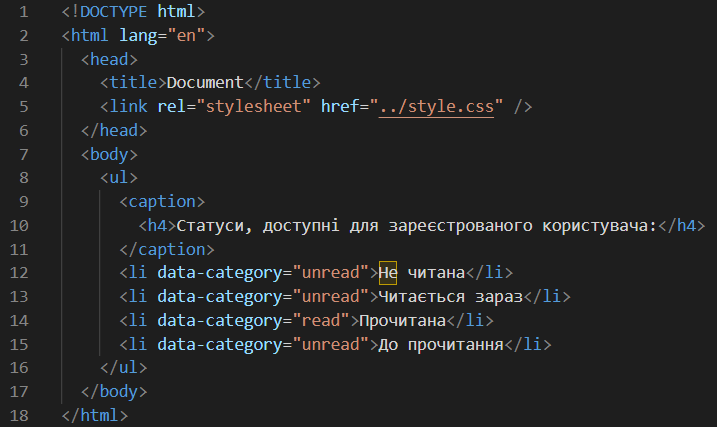 1 <!DOCTYPE html>
2 <html lang="en">
3 <head>
4 <title>Document</title>
5 <link rel="stylesheet" href="../style.css" />
6 </head>
7 <body>
8 <ul>
9 <caption>
10 <h4>Статуси, доступні для зареєстрованого користувача:</h4>
11 </caption>
12 <li data-category="unread">Не читана</li>
13 <li data-category="unread">Читається зараз</li>
14 <li data-category="read">Прочитана</li>
15 <li data-category="unread">До прочитання</li>
16 </ul>
17 </body>
18 </html>